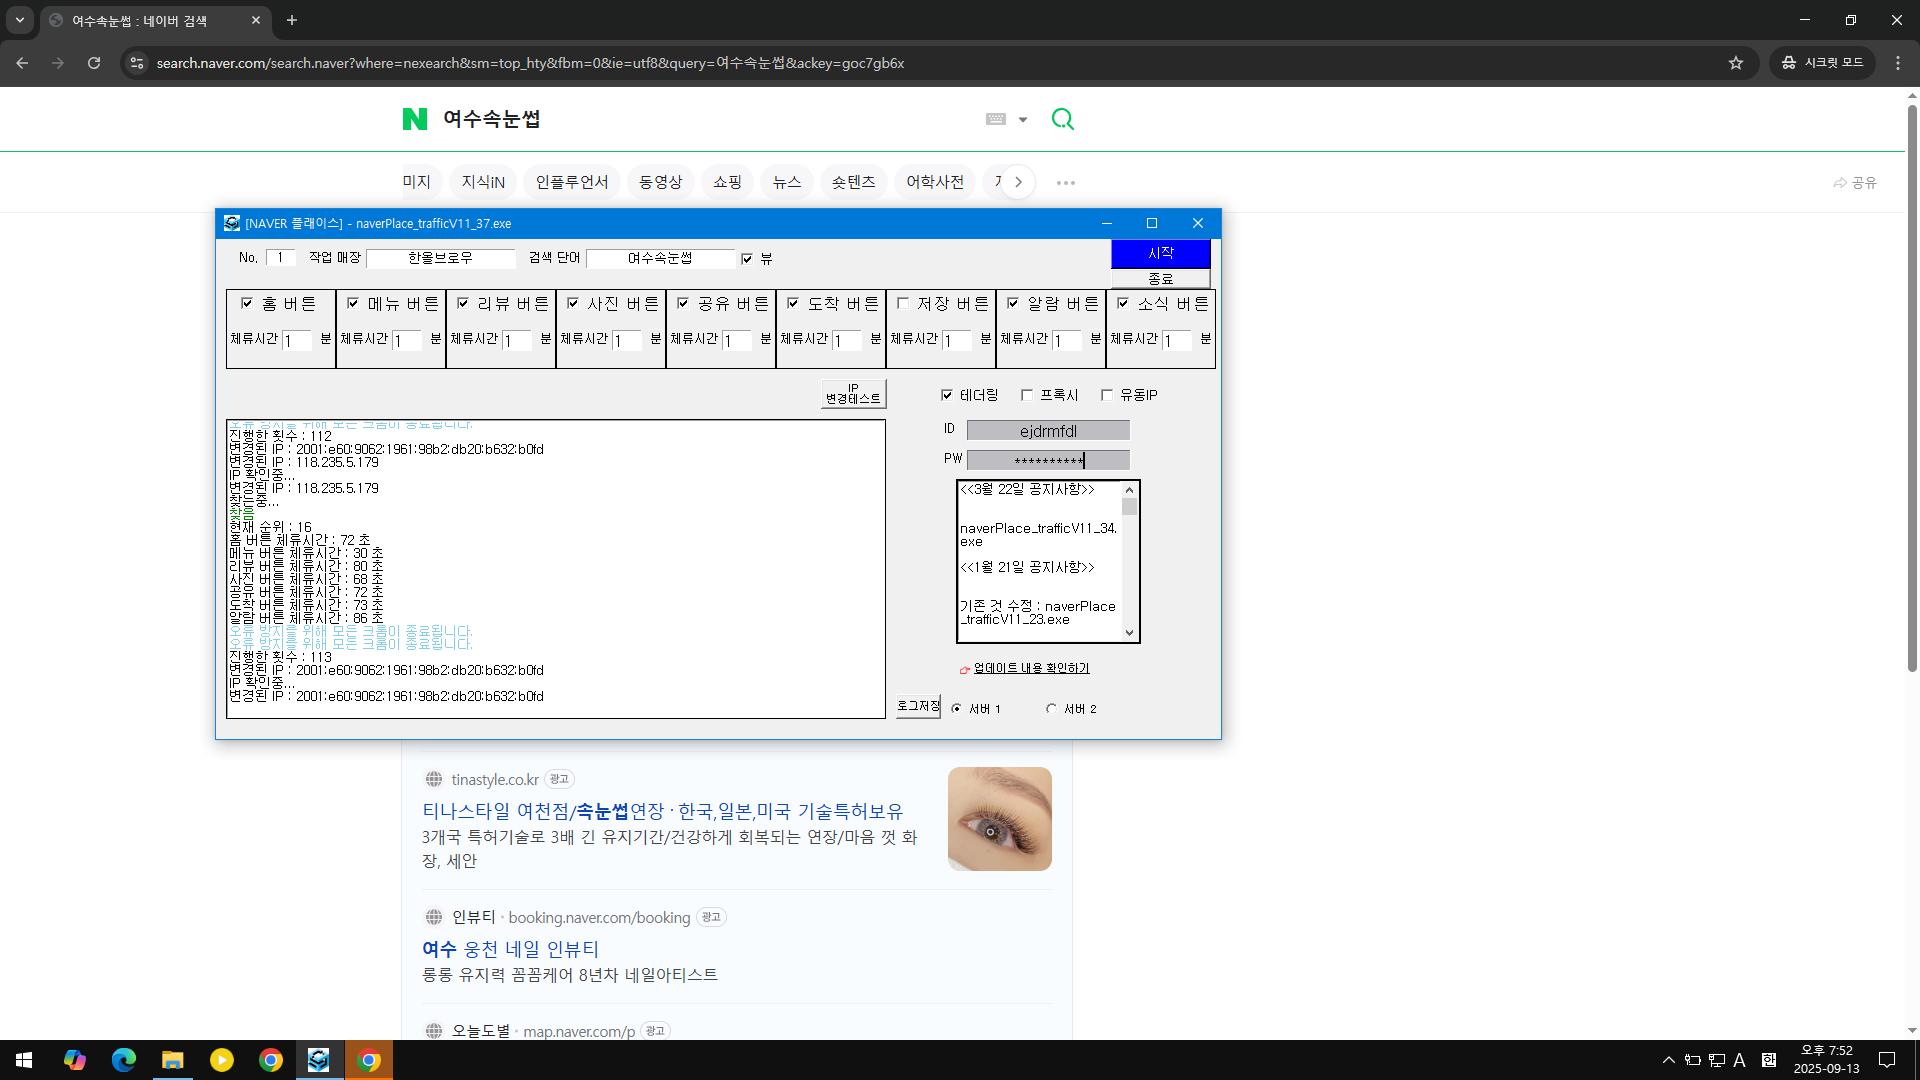 여수속눈썹 : 네이버 검색
search.naver.com/search.naver?where=nexearch&sm=top_hty&fbm=0&ie=utf8&query=여수속눈썹&ackey=goc7gb6x
시크릿 모드
여수속눈썹
미지 지식iN 인플루언서 동영상 쇼핑 뉴스 숏텐츠 어학사전
공유
[NAVER 플래이스] - naverPlace_trafficV11_37.exe
No. 1 작업 매장 한올브로우 검색 단어 여수속눈썹 뷰
시작
종료
홈 버튼 메뉴 버튼 리뷰 버튼 사진 버튼 공유 버튼 도착 버튼 저장 버튼 알람 버튼 소식 버튼
체류시간 1 분 체류시간 1 분 체류시간 1 분 체류시간 1 분 체류시간 1 분 체류시간 1 분 체류시간 1 분 체류시간 1 분 체류시간 1 분
IP
변경테스트
테더링 프록시 유동IP
ID ejdrmfdl
PW **********
오류 방지를 위해 모든 크롬이 종료됩니다.
진행한 횟수 : 112
변경된 IP : 2001:e60:9062:1961:98b2:db20:b632:b0fd
변경된 IP : 118.235.5.179
IP 확인중...
변경된 IP : 118.235.5.179
찾는중...
찾음
현재 순위 : 16
홈 버튼 체류시간 : 72 초
메뉴 버튼 체류시간 : 30 초
리뷰 버튼 체류시간 : 80 초
사진 버튼 체류시간 : 68 초
공유 버튼 체류시간 : 72 초
도착 버튼 체류시간 : 73 초
알람 버튼 체류시간 : 86 초
오류 방지를 위해 모든 크롬이 종료됩니다.
오류 방지를 위해 모든 크롬이 종료됩니다.
진행한 횟수 : 113
변경된 IP : 2001:e60:9062:1961:98b2:db20:b632:b0fd
IP 확인중...
변경된 IP : 2001:e60:9062:1961:98b2:db20:b632:b0fd
<<3월 22일 공지사항>>
naverPlace_trafficV11_34.
exe
<<1월 21일 공지사항>>
기존 것 수정 : naverPlace
_trafficV11_23.exe
업데이트 내용 확인하기
로그저장 서버 1 서버 2
tinastyle.co.kr 광고
티나스타일 여천점/속눈썹연장 · 한국,일본,미국 기술특허보유
3개국 특허기술로 3배 긴 유지기간/건강하게 회복되는 연장/마음 껏 화
장, 세안
인뷰티 · booking.naver.com/booking 광고
여수 웅천 네일 인뷰티
롱롱 유지력 꼼꼼케어 8년차 네일아티스트
오늘도별 · map.naver.com/p 광고
A 한
오후 7:52
2025-09-13